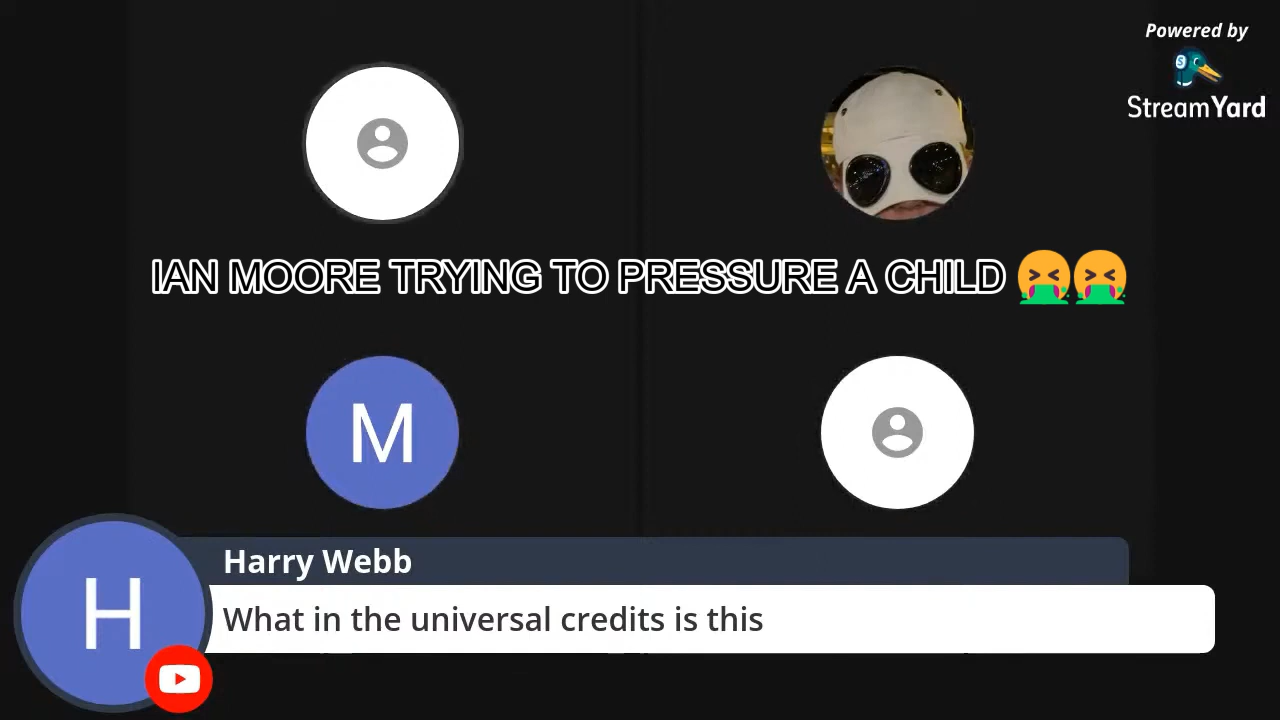 Powered by
StreamYard
IAN MOORE TRYING TO PRESSURE A CHILD 🤮🤮
M
Harry Webb
H
What in the universal credits is this